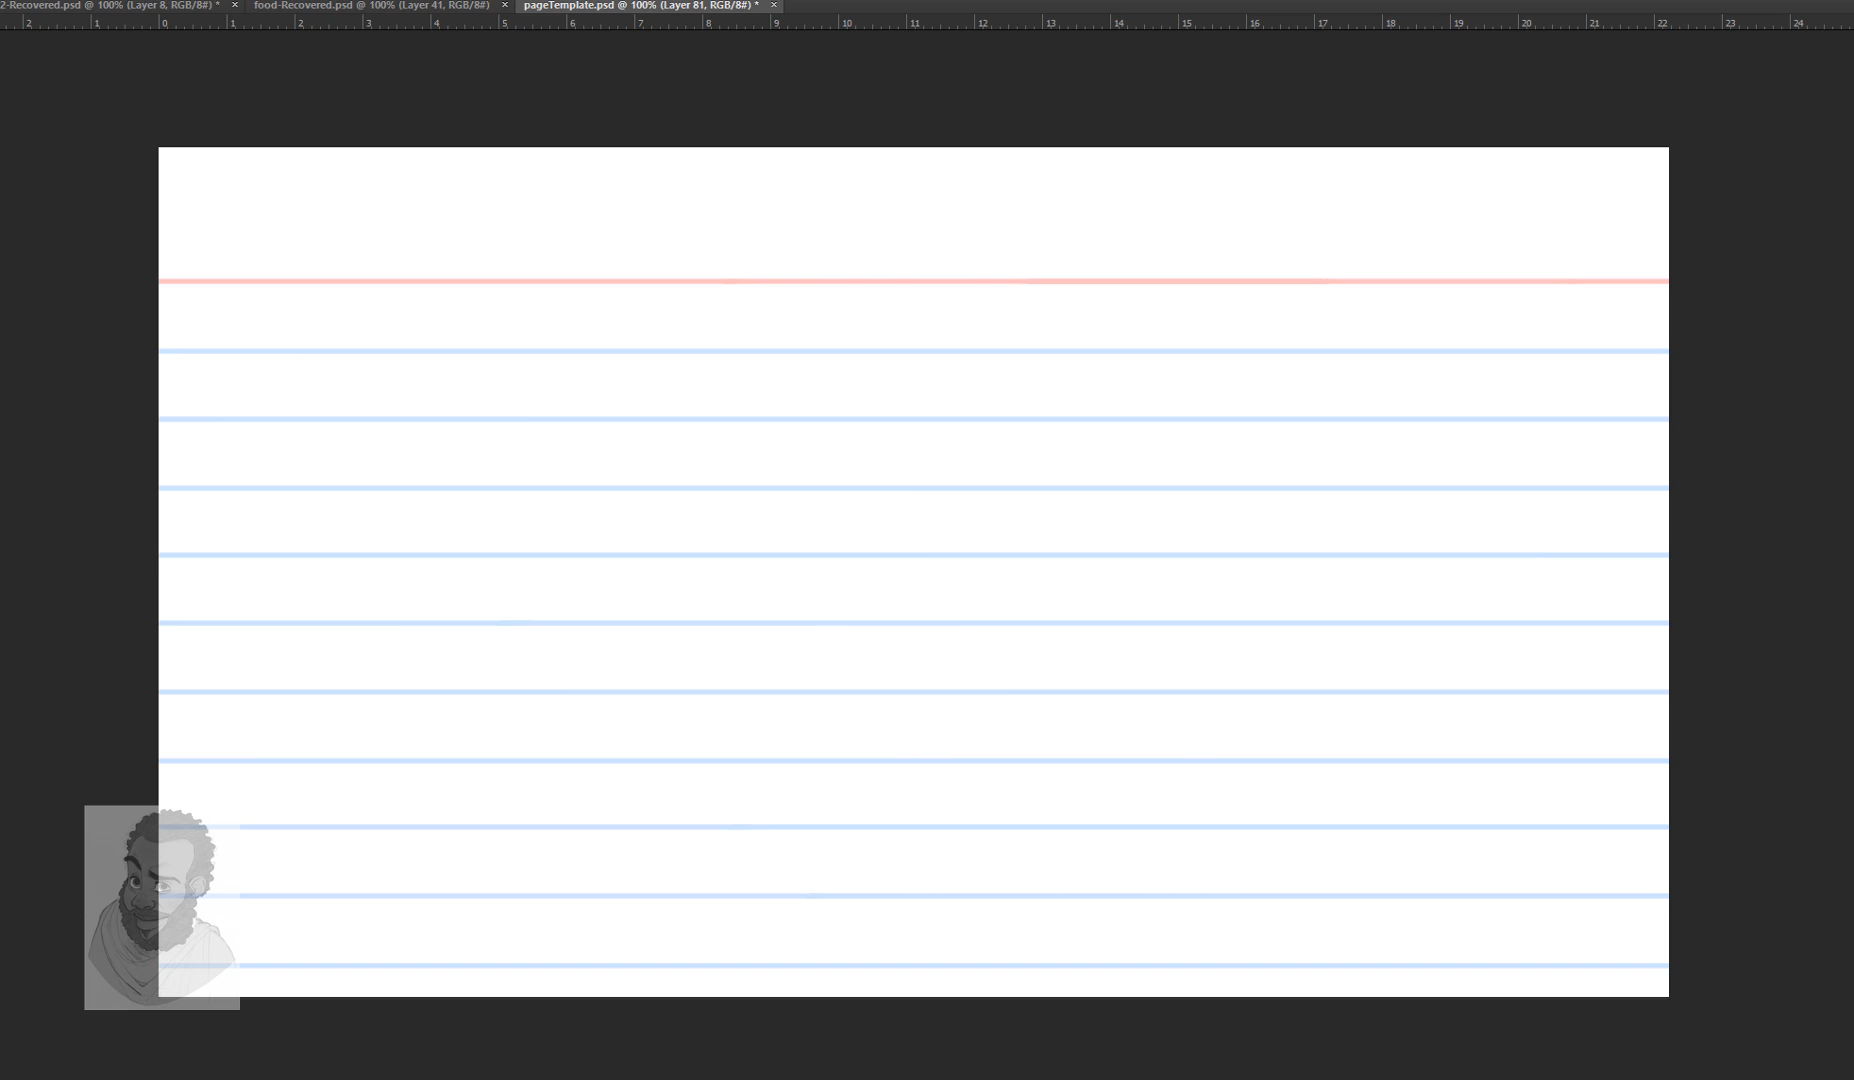 2-Recovered.psd @ 100% (Layer 8, RGB/8#) * × food-Recovered.psd @ 100% (Layer 41, RGB/8#) × pageTemplate.psd @ 100% (Layer 81, RGB/8#) * ×
2 1 0 1 2 3 4 5 6 7 8 9 10 11 12 13 14 15 16 17 18 19 20 21 22 23 24